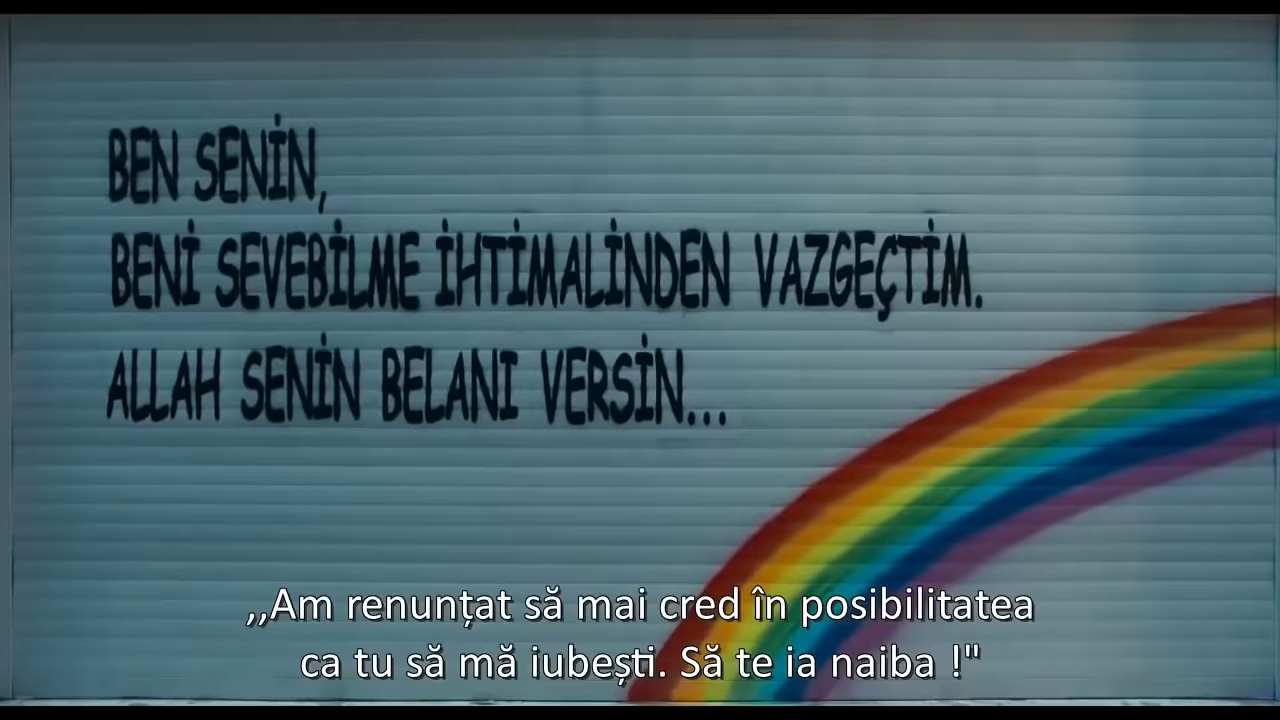 BEN SENİN,
BENİ SEVEBİLME İHTİMALİNDEN VAZGEÇTİM.
ALLAH SENİN BELANI VERSİN...
,,Am renunțat să mai cred în posibilitatea
ca tu să mă iubești. Să te ia naiba !"